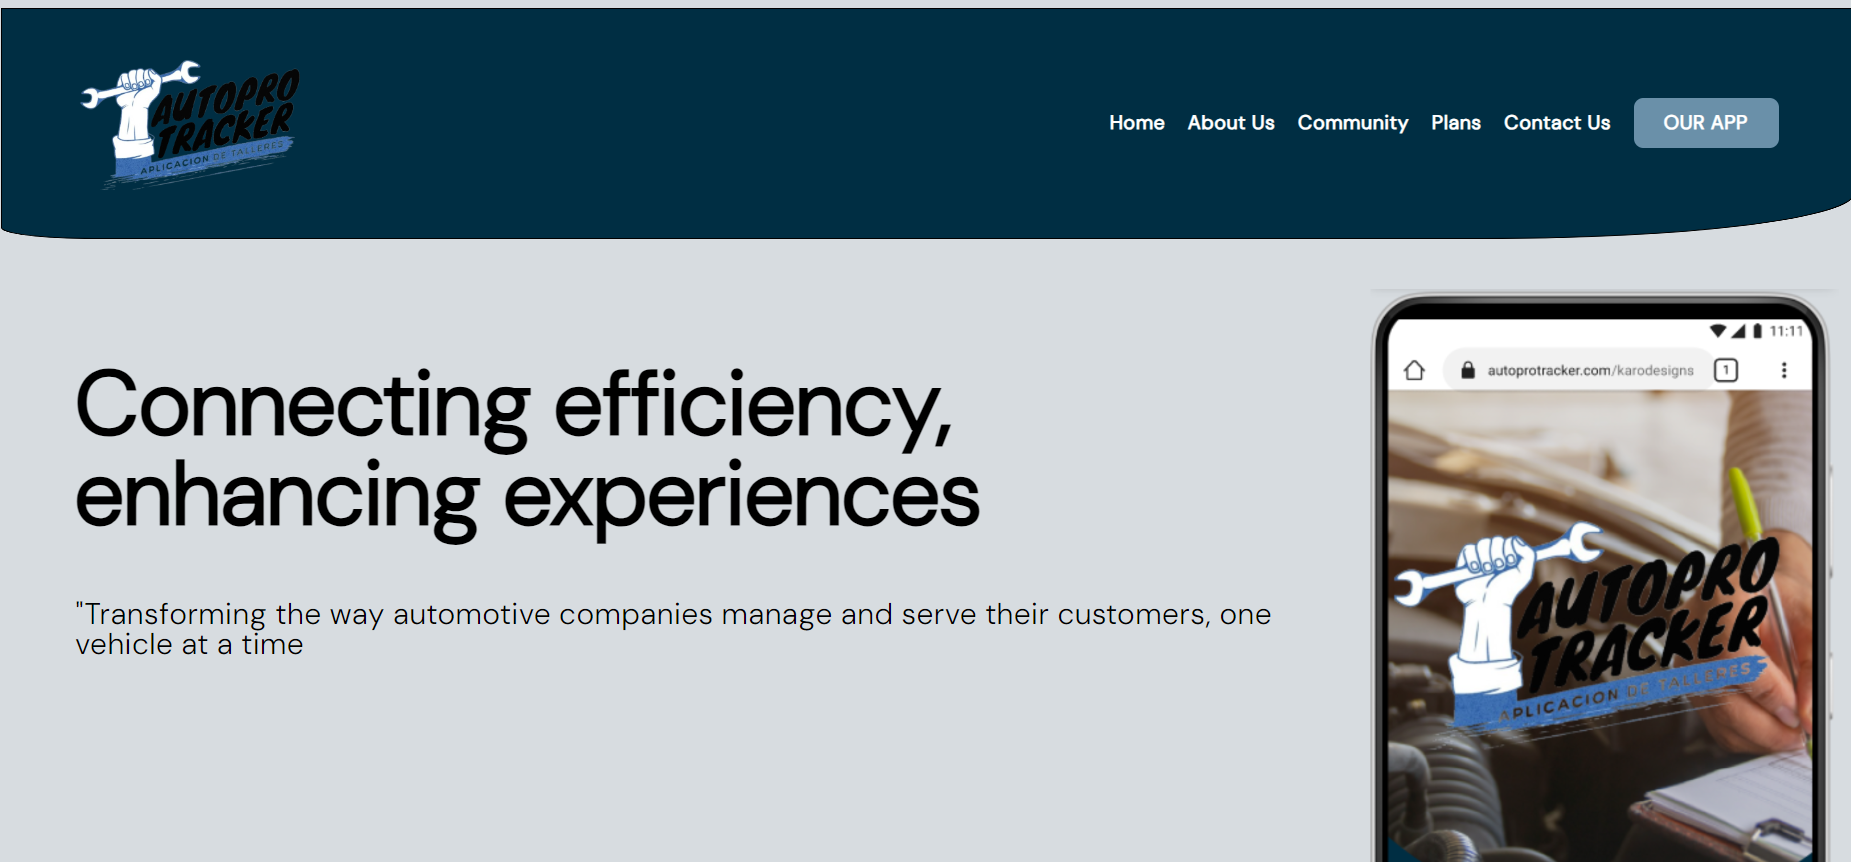 AUTOPRO
TRACKER
APLICACION DE TALLERES
Home About Us Community Plans Contact Us OUR APP
Connecting efficiency,
enhancing experiences
"Transforming the way automotive companies manage and serve their customers, one
vehicle at a time
11:11
autoprotracker.com/karodesigns 1
AUTOPRO
TRACKER
APLICACION DE TALLERES